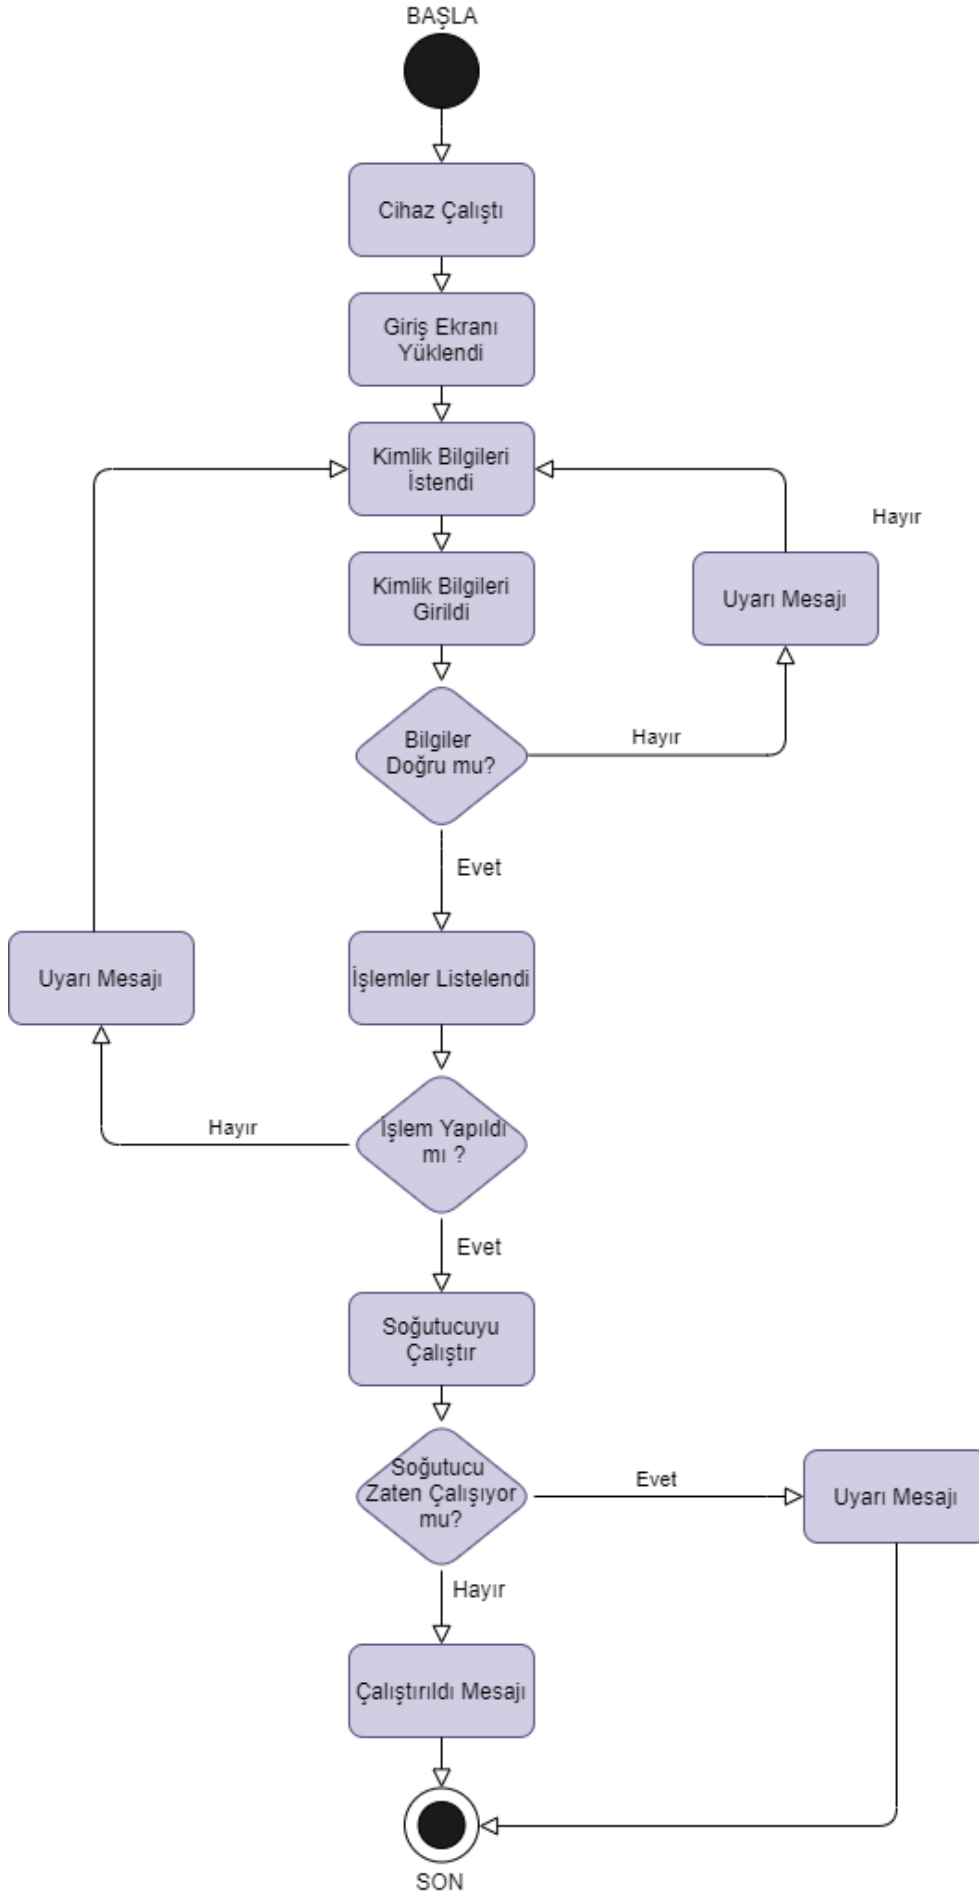 BAŞLA
Cihaz Çalıştı
Giriş Ekranı
Yüklendi
Kimlik Bilgileri
İstendi
Hayır
Kimlik Bilgileri
Girildi
Uyarı Mesajı
Bilgiler
Doğru mu?
Hayır
Evet
Uyarı Mesajı
İşlemler Listelendi
Hayır
İşlem Yapıldı
mı ?
Evet
Soğutucuyu
Çalıştır
Soğutucu
Zaten Çalışıyor
mu?
Evet
Uyarı Mesajı
Hayır
Çalıştırıldı Mesajı
SON